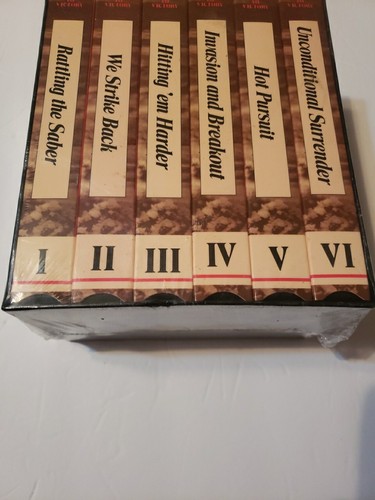 Rattling the Saber
I
We Strike Back
II
Hitting 'em Harder
III
Invasion and Breakout
IV
Hot Pursuit
V
Unconditional Surrender
VI